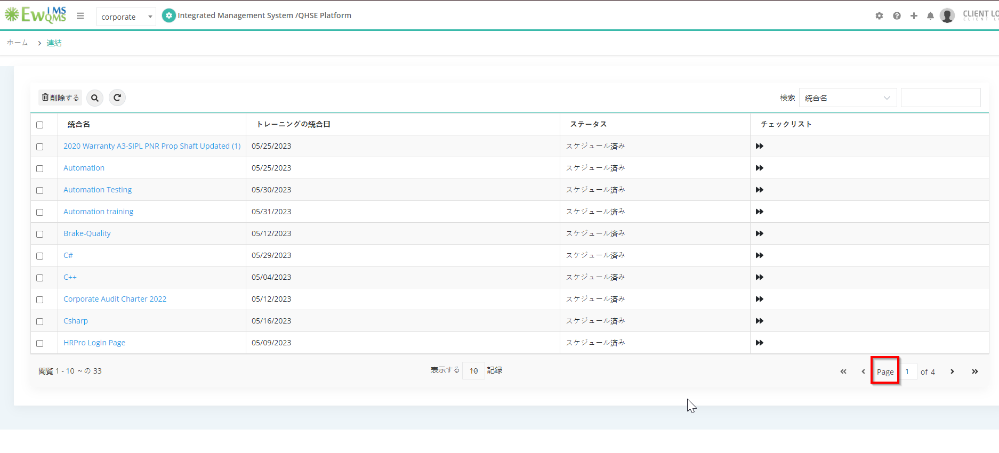 Ew IMS QMS
corporate
Integrated Management System /QHSE Platform
CLIENT LO
CLIENT L
ホーム > 連結
削除する
検索 統合名
統合名 トレーニングの統合日 ステータス チェックリスト
2020 Warranty A3-SIPL PNR Prop Shaft Updated (1) 05/25/2023 スケジュール済み
Automation 05/25/2023 スケジュール済み
Automation Testing 05/30/2023 スケジュール済み
Automation training 05/31/2023 スケジュール済み
Brake-Quality 05/12/2023 スケジュール済み
C# 05/29/2023 スケジュール済み
C++ 05/04/2023 スケジュール済み
Corporate Audit Charter 2022 05/12/2023 スケジュール済み
Csharp 05/16/2023 スケジュール済み
HRPro Login Page 05/09/2023 スケジュール済み
閲覧 1 - 10 ~の 33 表示する 10 記録 « ‹ Page 1 of 4 › »